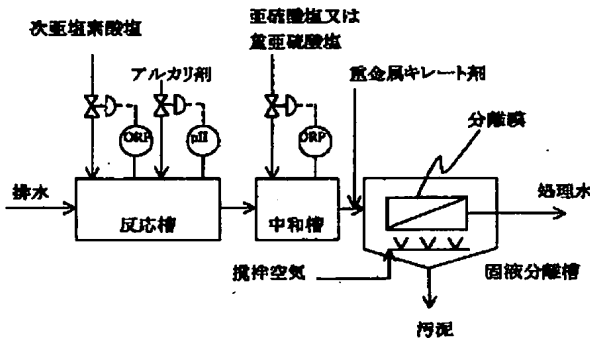 次亜塩素酸塩
亜硫酸塩又は
重亜硫酸塩
アルカリ剤
重金属キレート剤
分離膜
ORP
pH
ORP
排水
反応槽
中和槽
処理水
攪拌空気
固液分離槽
汚泥